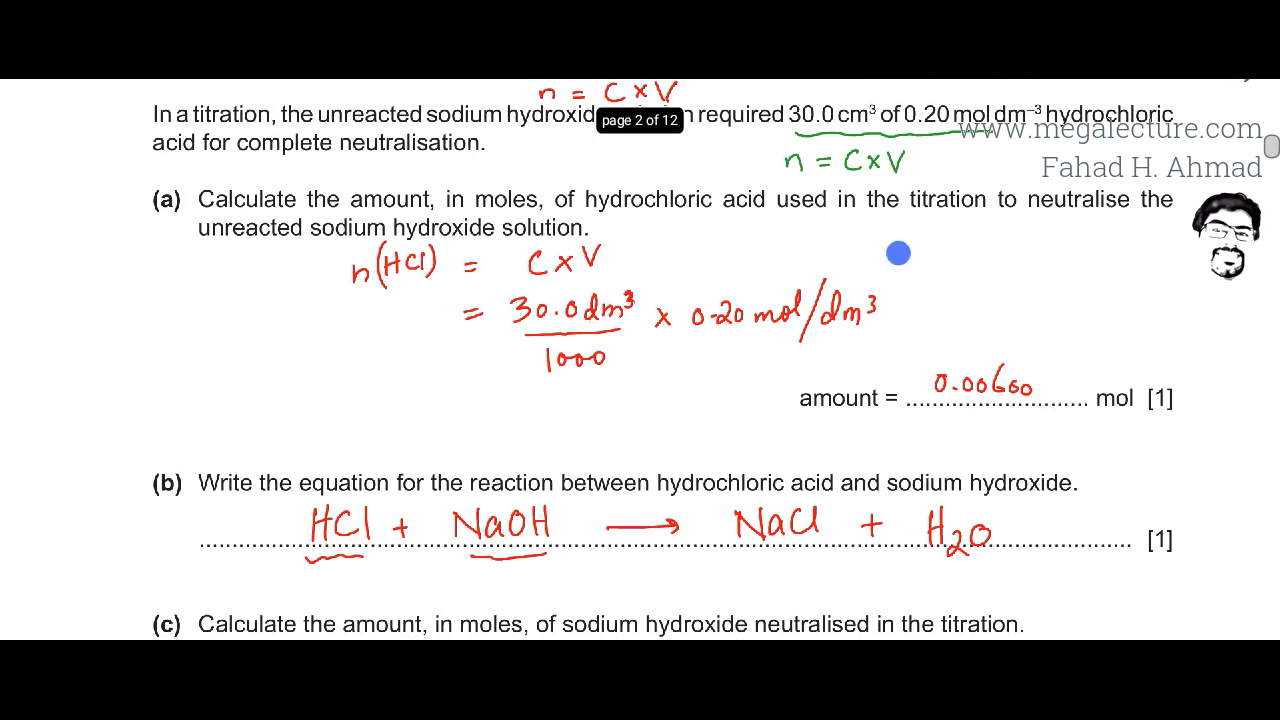 n = C x V
In a titration, the unreacted sodium hydroxid n required 30.0 cm³ of 0.20 mol dm⁻³ hydrochloric
page 2 of 12
acid for complete neutralisation.
www.megalecture.com
n = C x V
Fahad H. Ahmad
(a) Calculate the amount, in moles, of hydrochloric acid used in the titration to neutralise the
unreacted sodium hydroxide solution.
n(HCl) = C x V
= 30.0 dm³ x 0.20 mol/dm³
1000
0.00600
amount = ............................ mol [1]
(b) Write the equation for the reaction between hydrochloric acid and sodium hydroxide.
HCl + NaOH → NaCl + H₂O
[1]
(c) Calculate the amount, in moles, of sodium hydroxide neutralised in the titration.